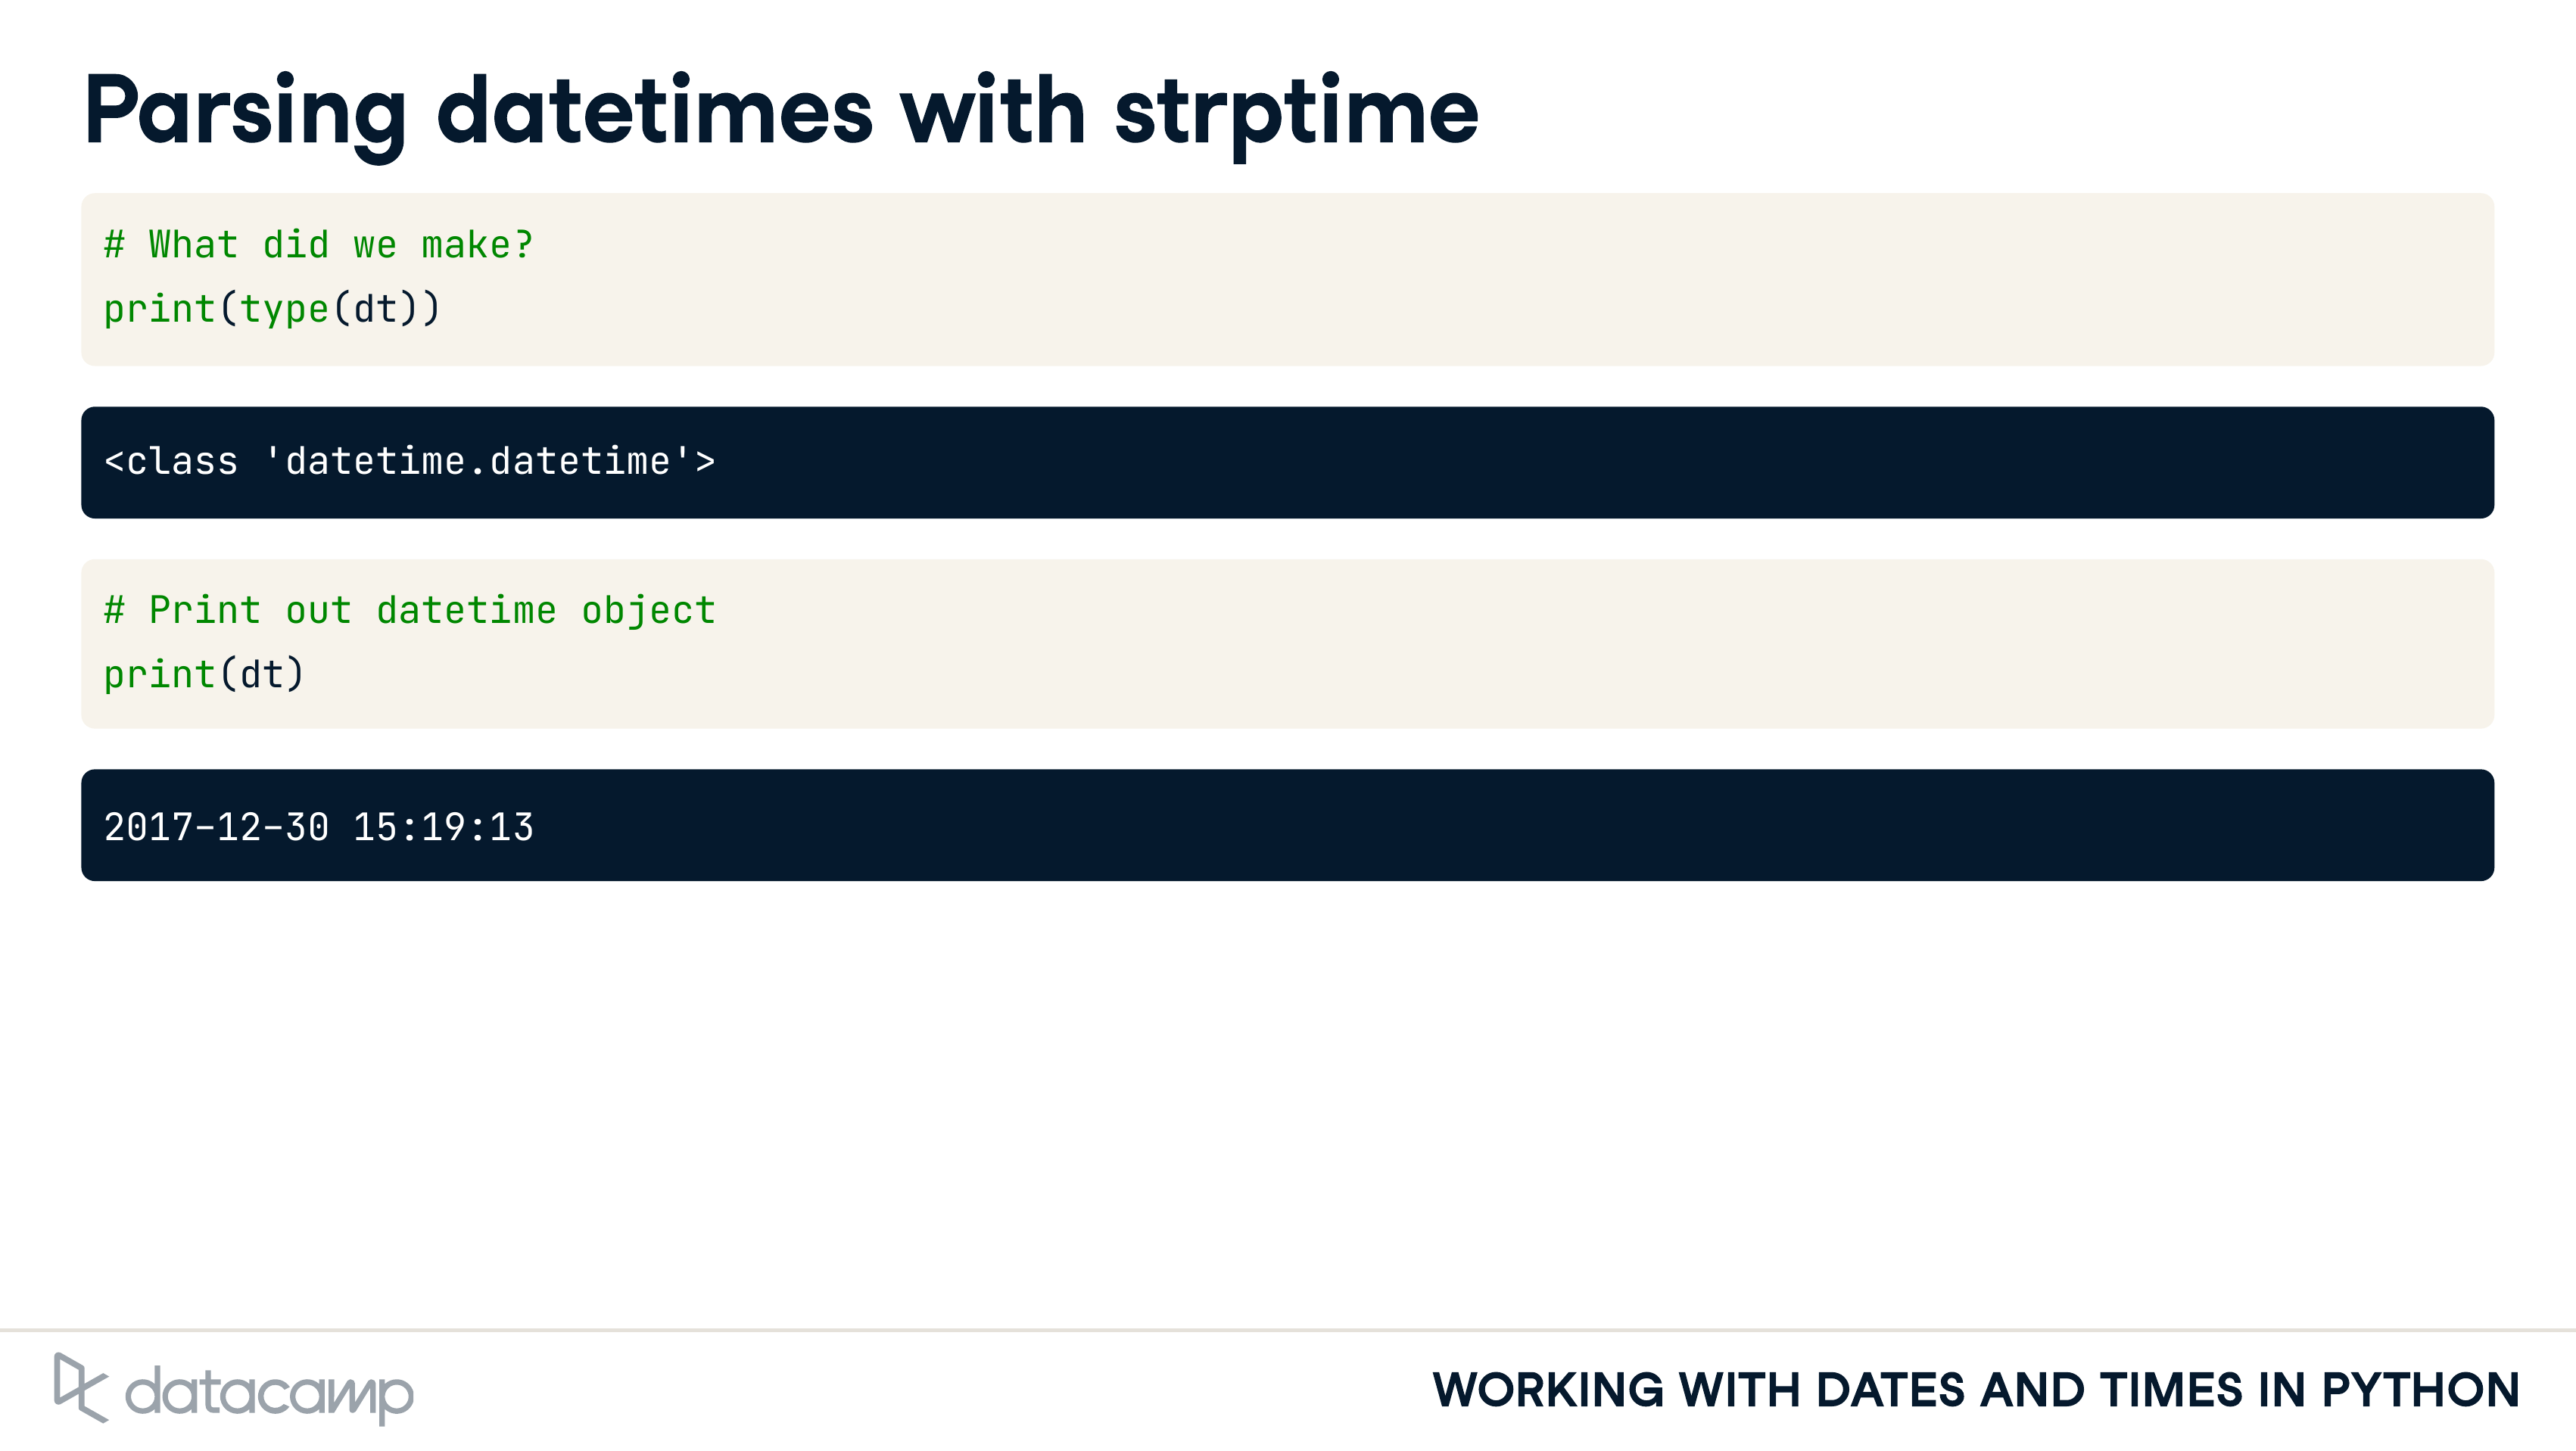 Parsing datetimes with strptime
# What did we make?
print(type(dt))
<class 'datetime.datetime'>
# Print out datetime object
print(dt)
2017-12-30 15:19:13
datacamp
WORKING WITH DATES AND TIMES IN PYTHON